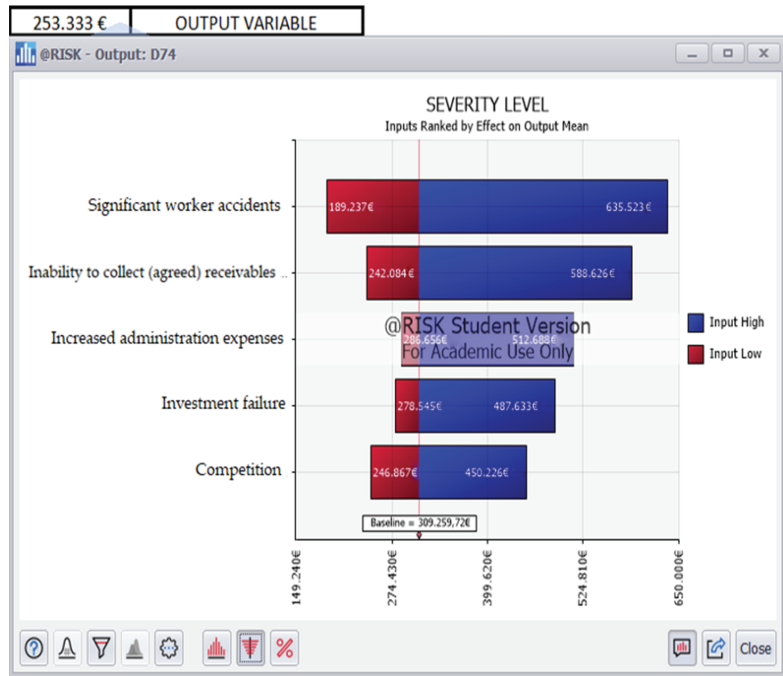 253.333 € OUTPUT VARIABLE
@RISK - Output: D74
SEVERITY LEVEL
Inputs Ranked by Effect on Output Mean
Significant worker accidents
189.237€ 635.523 €
Inability to collect (agreed) receivables ..
242.084 € 588.626€
Increased administration expenses
286.656€ 512.688€
@RISK Student Version
For Academic Use Only
Investment failure
278.545€ 487.633€
Competition
246.867€ 450.226€
Input High
Input Low
Baseline = 309.259,72€
149.240€
274.430€
399.620€
524.810€
650.000€
Close